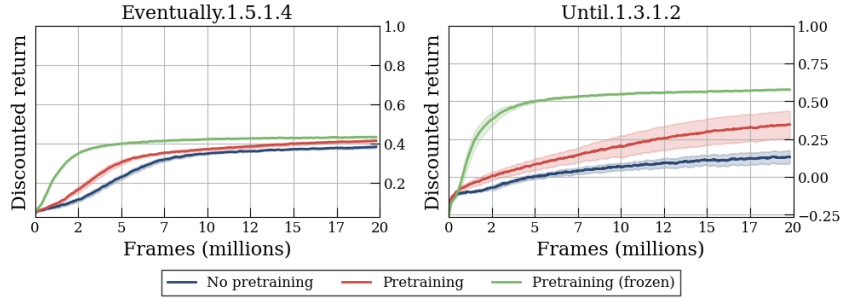 Eventually.1.5.1.4
Discounted return
1.0
0.8
0.6
0.4
0.2
0 2 5 7 10 12 15 17 20
Frames (millions)
Until.1.3.1.2
Discounted return
1.00
0.75
0.50
0.25
0.00
−0.25
0 2 5 7 10 12 15 17 20
Frames (millions)
No pretraining Pretraining Pretraining (frozen)